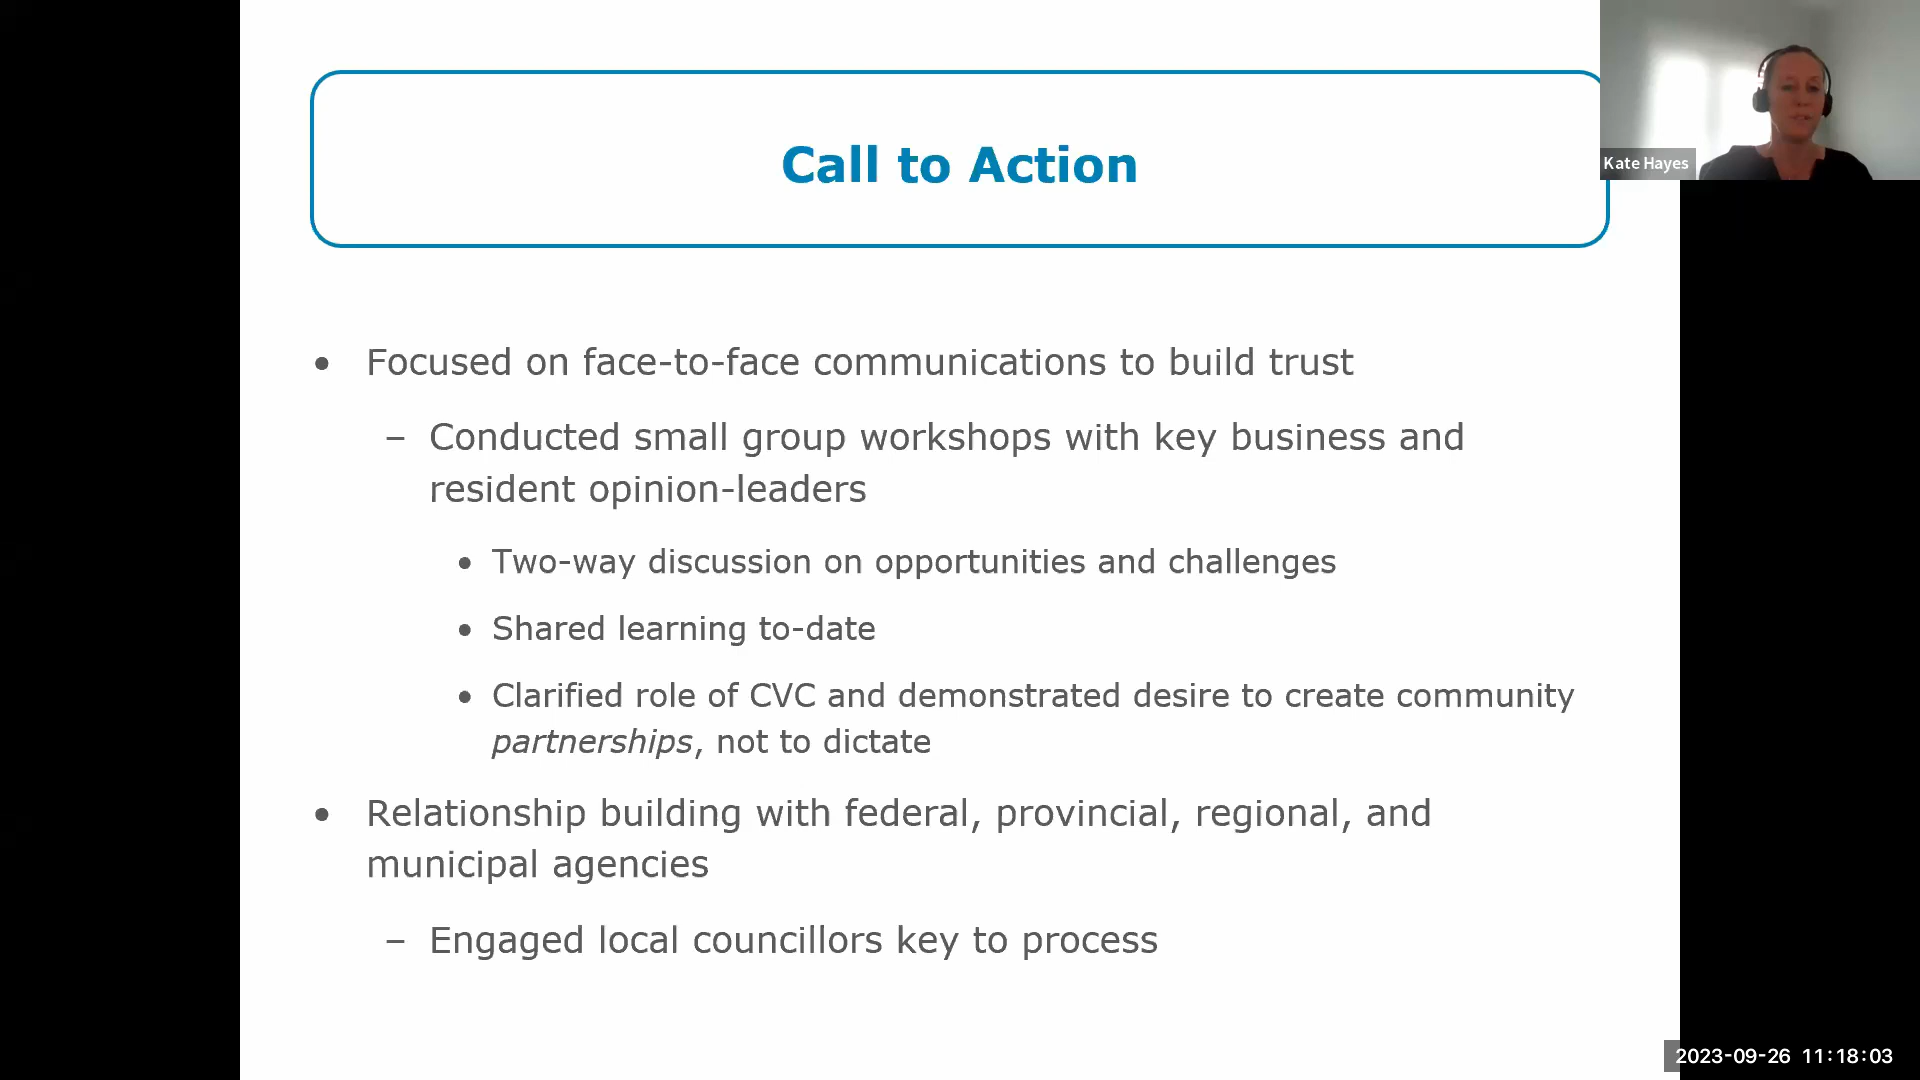 Call to Action
Kate Hayes
• Focused on face-to-face communications to build trust
– Conducted small group workshops with key business and
resident opinion-leaders
• Two-way discussion on opportunities and challenges
• Shared learning to-date
• Clarified role of CVC and demonstrated desire to create community
partnerships, not to dictate
• Relationship building with federal, provincial, regional, and
municipal agencies
– Engaged local councillors key to process
2023-09-26 11:18:03